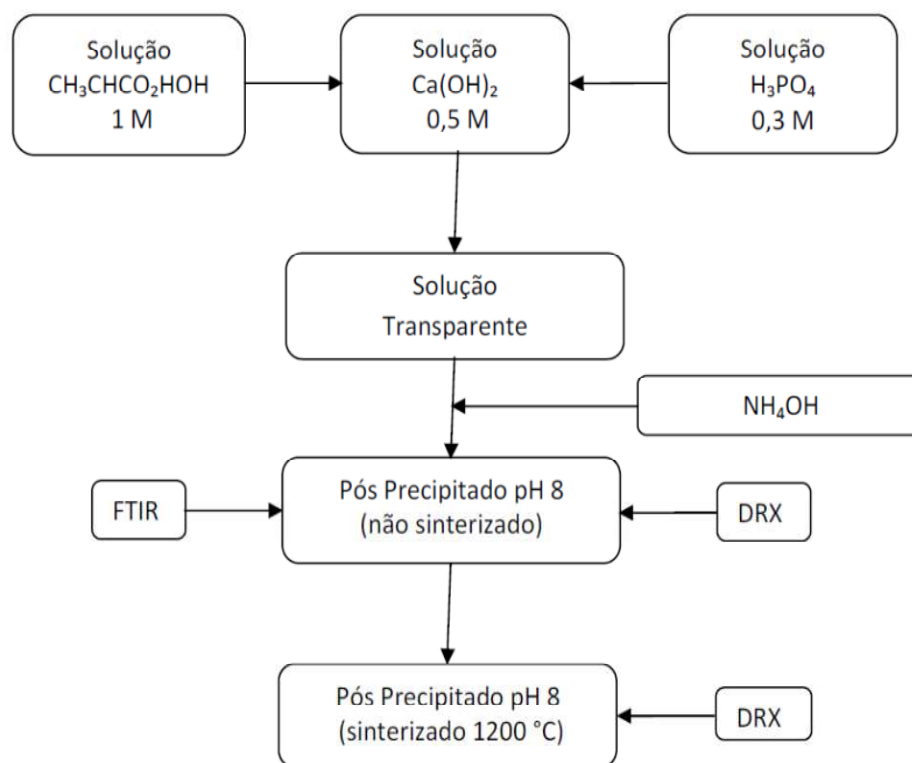 Solução
CH₃CHCO₂HOH
1 M
Solução
Ca(OH)₂
0,5 M
Solução
H₃PO₄
0,3 M
Solução
Transparente
NH₄OH
Pós Precipitado pH 8
(não sinterizado)
FTIR
DRX
Pós Precipitado pH 8
(sinterizado 1200 °C)
DRX